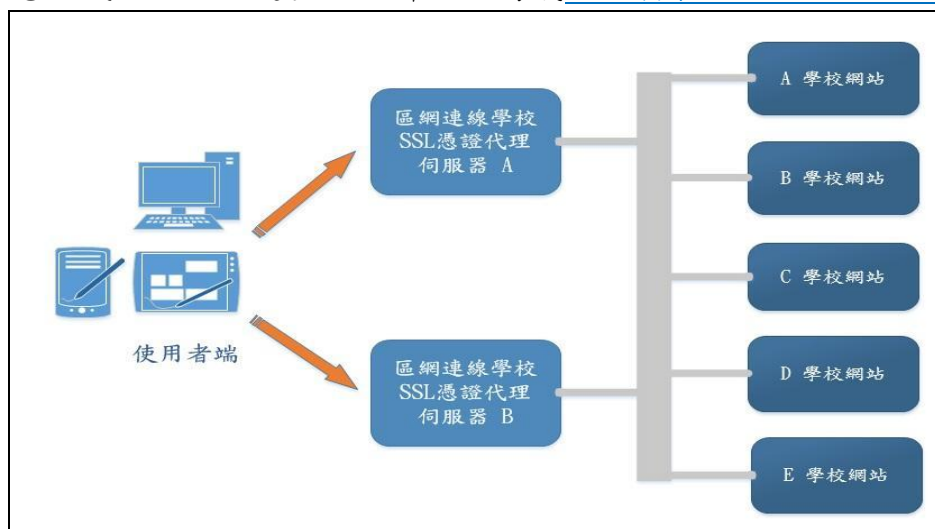 使用者端
區網連線學校
SSL憑證代理
伺服器 A
區網連線學校
SSL憑證代理
伺服器 B
A 學校網站
B 學校網站
C 學校網站
D 學校網站
E 學校網站